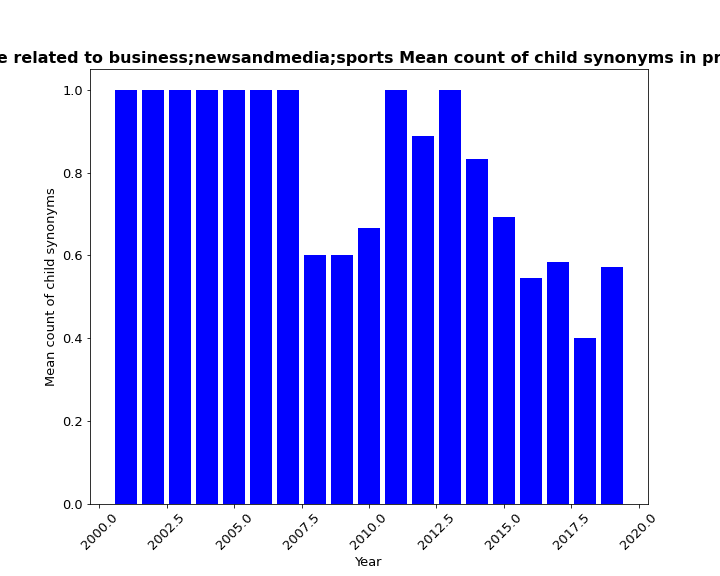 e related to business;newsandmedia;sports Mean count of child synonyms in pr
1.0
0.8
0.6
0.4
0.2
0.0
Mean count of child synonyms
2000.0 2002.5 2005.0 2007.5 2010.0 2012.5 2015.0 2017.5 2020.0
Year